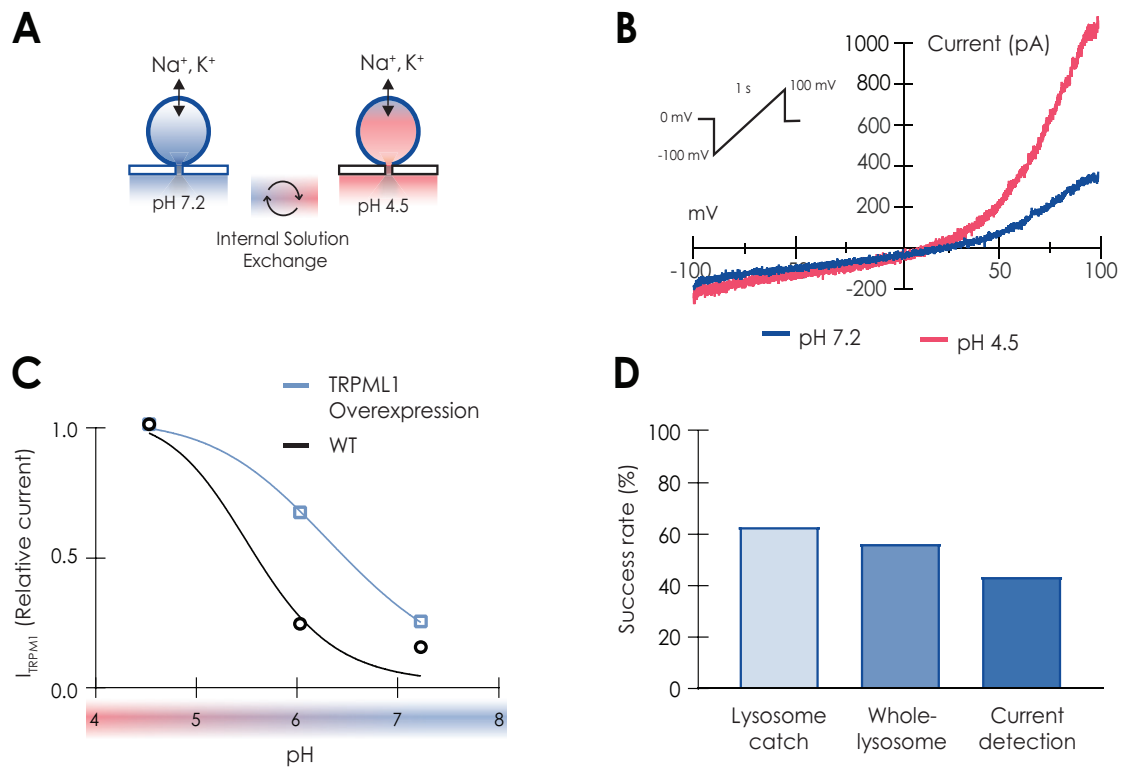 A
Na⁺, K⁺
Na⁺, K⁺
pH 7.2
pH 4.5
Internal Solution
Exchange
B
Current (pA)
1000
800
600
400
200
-200
mV
-100
50
100
1 s
100 mV
0 mV
-100 mV
pH 7.2
pH 4.5
C
TRPML1
Overexpression
WT
I TRPM1 (Relative current)
1.0
0.5
0.0
4
5
6
7
8
pH
D
Success rate (%)
100
80
60
40
20
0
Lysosome
catch
Whole-
lysosome
Current
detection